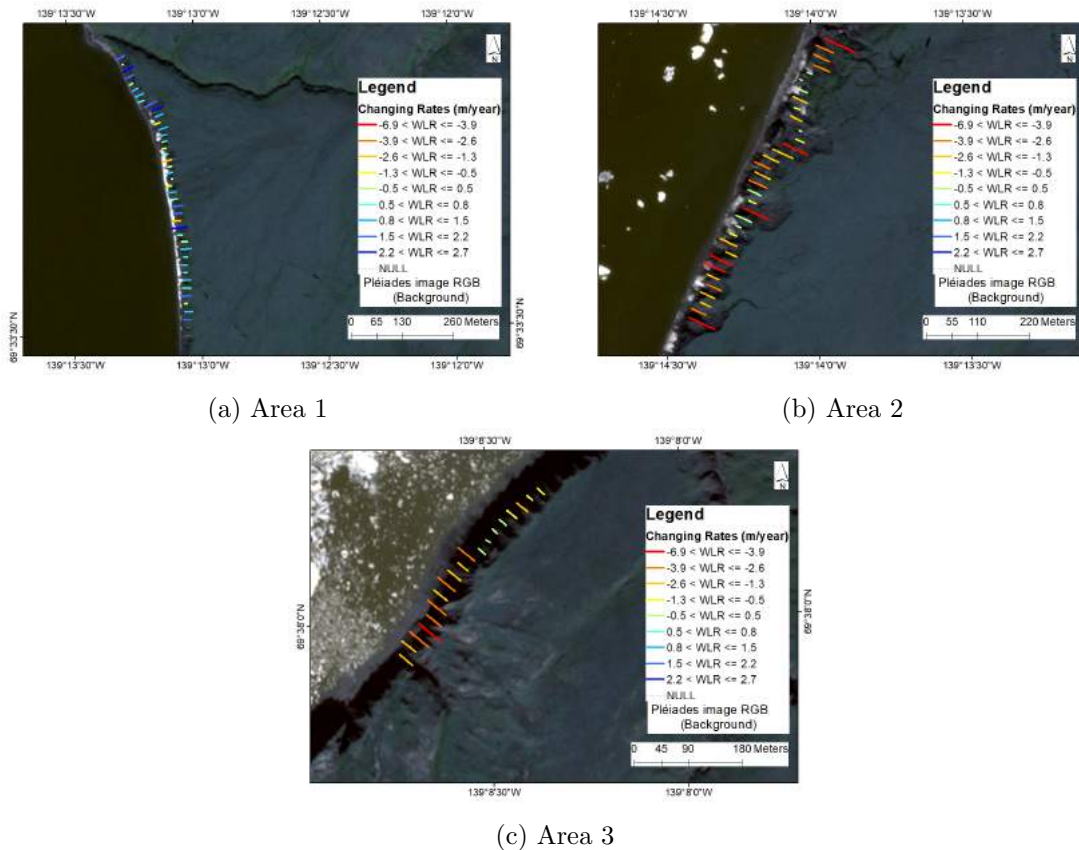 139°13'30"W 139°13'0"W 139°12'30"W 139°12'0"W
N
Legend
Changing Rates (m/year)
-6.9 < WLR <= -3.9
-3.9 < WLR <= -2.6
-2.6 < WLR <= -1.3
-1.3 < WLR <= -0.5
-0.5 < WLR <= 0.5
0.5 < WLR <= 0.8
0.8 < WLR <= 1.5
1.5 < WLR <= 2.2
2.2 < WLR <= 2.7
NULL
Pléiades image RGB
(Background)
0 65 130 260 Meters
69°33'30"N
69°33'30"N
139°13'30"W 139°13'0"W 139°12'30"W 139°12'0"W
(a) Area 1
139°14'30"W 139°14'0"W 139°13'30"W
N
Legend
Changing Rates (m/year)
-6.9 < WLR <= -3.9
-3.9 < WLR <= -2.6
-2.6 < WLR <= -1.3
-1.3 < WLR <= -0.5
-0.5 < WLR <= 0.5
0.5 < WLR <= 0.8
0.8 < WLR <= 1.5
1.5 < WLR <= 2.2
2.2 < WLR <= 2.7
NULL
Pléiades image RGB
(Background)
0 55 110 220 Meters
69°34'30"N
69°34'30"N
139°14'30"W 139°14'0"W 139°13'30"W
(b) Area 2
139°8'30"W 139°8'0"W
N
Legend
Changing Rates (m/year)
-6.9 < WLR <= -3.9
-3.9 < WLR <= -2.6
-2.6 < WLR <= -1.3
-1.3 < WLR <= -0.5
-0.5 < WLR <= 0.5
0.5 < WLR <= 0.8
0.8 < WLR <= 1.5
1.5 < WLR <= 2.2
2.2 < WLR <= 2.7
NULL
Pléiades image RGB
(Background)
0 45 90 180 Meters
69°38'0"N
69°38'0"N
139°8'30"W 139°8'0"W
(c) Area 3